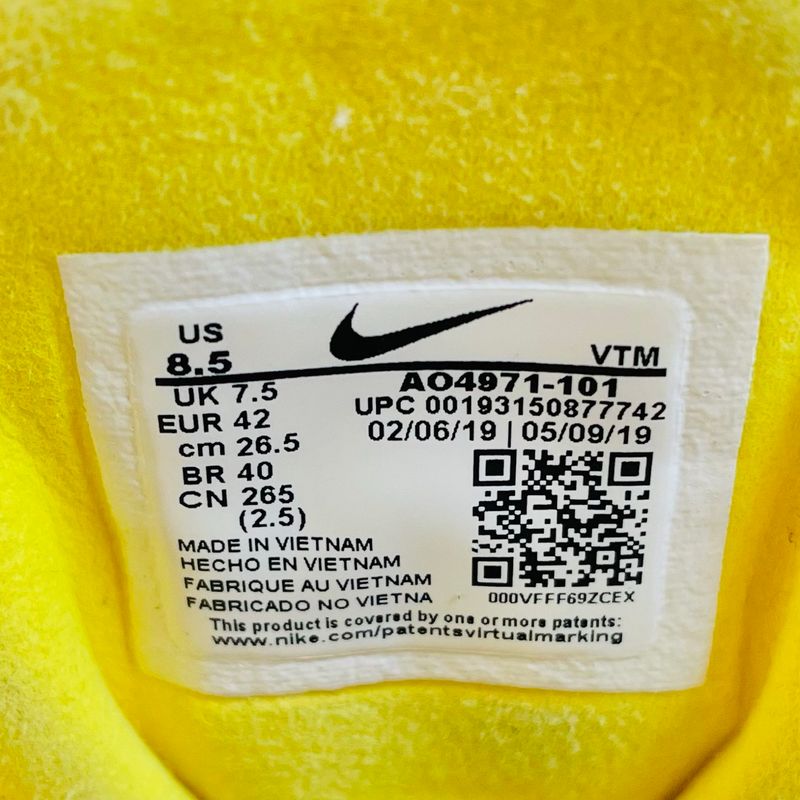 US
8.5
VTM
UK 7.5
AO4971-101
EUR 42
UPC 00193150877742
cm 26.5
02/06/19 | 05/09/19
BR 40
CN 265
(2.5)
MADE IN VIETNAM
HECHO EN VIETNAM
FABRIQUE AU VIETNAM
FABRICADO NO VIETNA
000VFFF69ZCEX
This product is covered by one or more patents:
www.nike.com/patentsvirtualmarking